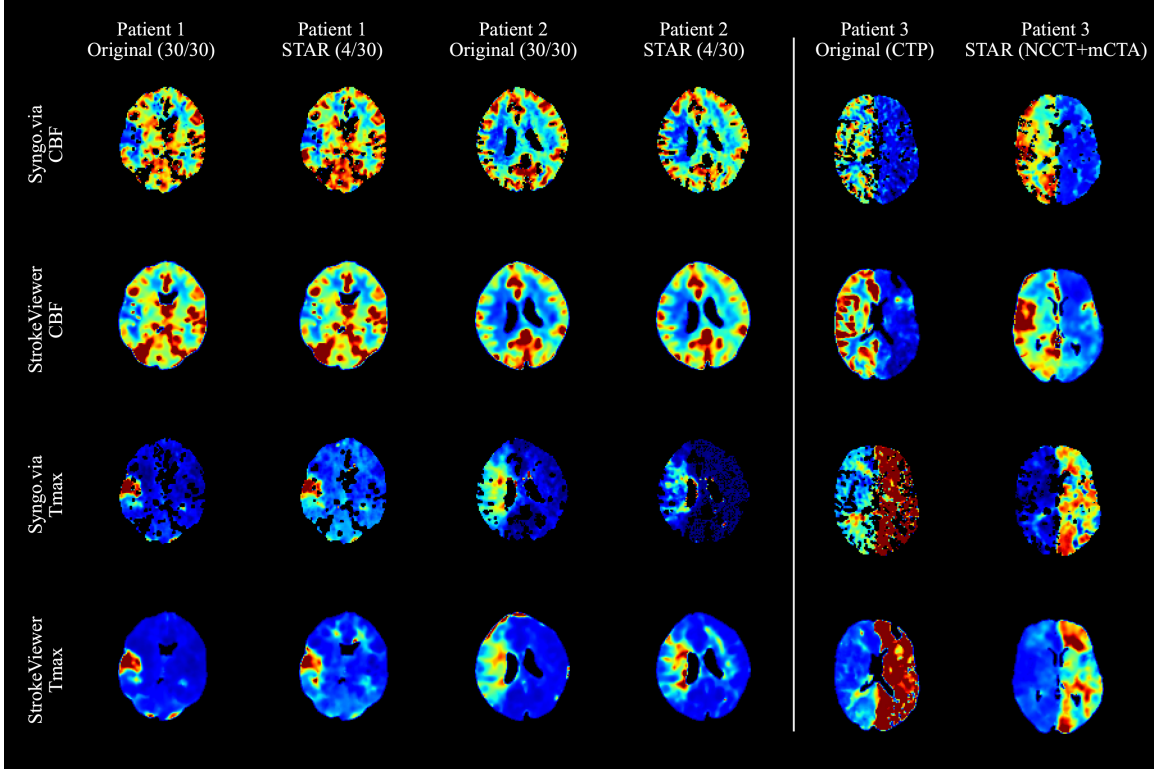 Patient 1
Original (30/30)
Patient 1
STAR (4/30)
Patient 2
Original (30/30)
Patient 2
STAR (4/30)
Patient 3
Original (CTP)
Patient 3
STAR (NCCT+mCTA)
Syngo.via
CBF
StrokeViewer
CBF
Syngo.via
Tmax
StrokeViewer
Tmax